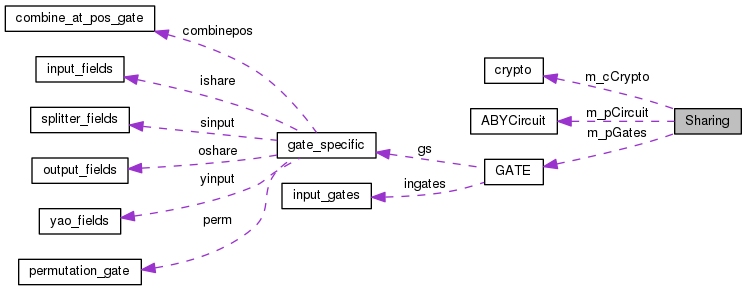 combine_at_pos_gate
combinepos
input_fields
ishare
crypto
m_cCrypto
splitter_fields
sinput
ABYCircuit
m_pCircuit
Sharing
m_pGates
gate_specific
gs
oshare
output_fields
GATE
yinput
input_gates
ingates
yao_fields
perm
permutation_gate